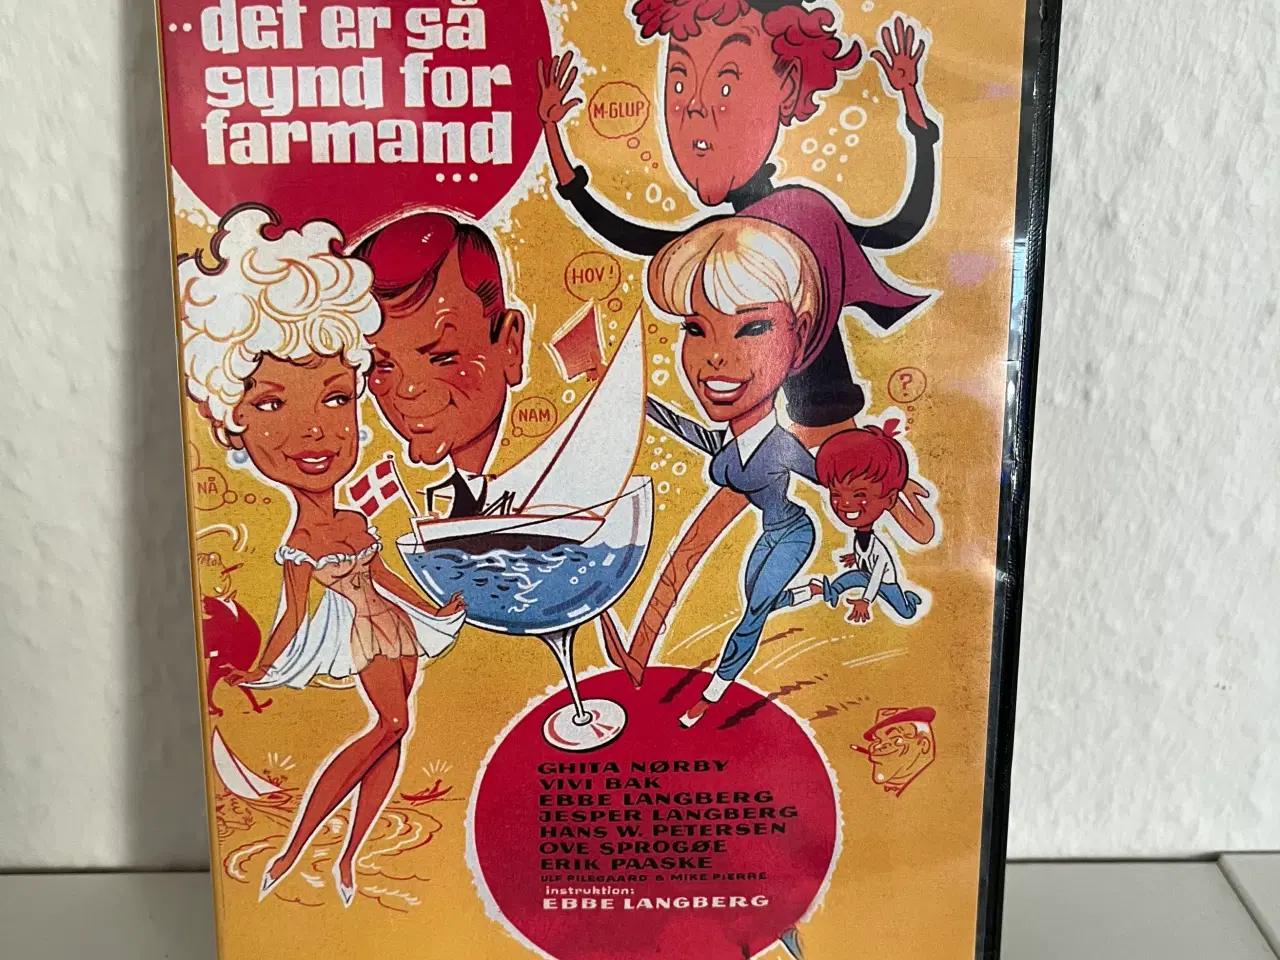 ..det er så
synd for
farmand
...
M-GLUP
HOV!
?
NAM
NÅ
GHITA NØRBY
VIVI BAK
EBBE LANGBERG
JESPER LANGBERG
HANS W. PETERSEN
OVE SPROGØE
ERIK PAASKE
ULF PILEGAARD & MIKE PIERRE
instruktion:
EBBE LANGBERG